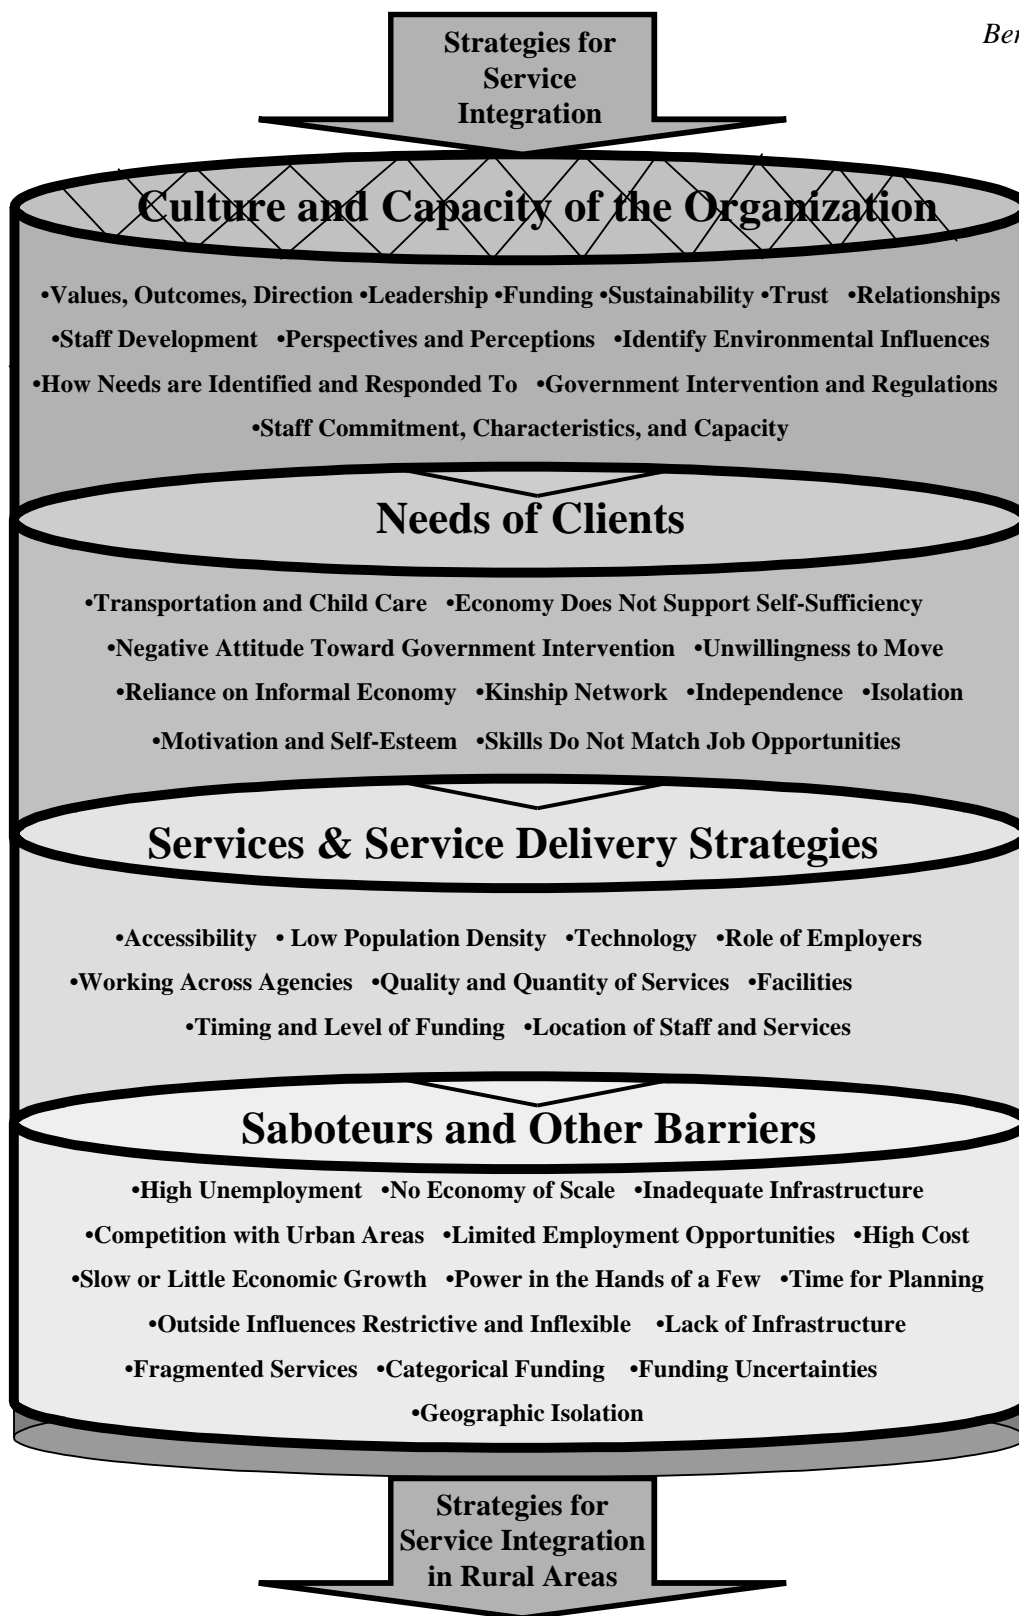 Ber
Strategies for
Service
Integration
Culture and Capacity of the Organization
•Values, Outcomes, Direction •Leadership •Funding •Sustainability •Trust •Relationships
•Staff Development •Perspectives and Perceptions •Identify Environmental Influences
•How Needs are Identified and Responded To •Government Intervention and Regulations
•Staff Commitment, Characteristics, and Capacity
Needs of Clients
•Transportation and Child Care •Economy Does Not Support Self-Sufficiency
•Negative Attitude Toward Government Intervention •Unwillingness to Move
•Reliance on Informal Economy •Kinship Network •Independence •Isolation
•Motivation and Self-Esteem •Skills Do Not Match Job Opportunities
Services & Service Delivery Strategies
•Accessibility • Low Population Density •Technology •Role of Employers
•Working Across Agencies •Quality and Quantity of Services •Facilities
•Timing and Level of Funding •Location of Staff and Services
Saboteurs and Other Barriers
•High Unemployment •No Economy of Scale •Inadequate Infrastructure
•Competition with Urban Areas •Limited Employment Opportunities •High Cost
•Slow or Little Economic Growth •Power in the Hands of a Few •Time for Planning
•Outside Influences Restrictive and Inflexible •Lack of Infrastructure
•Fragmented Services •Categorical Funding •Funding Uncertainties
•Geographic Isolation
Strategies for
Service Integration
in Rural Areas